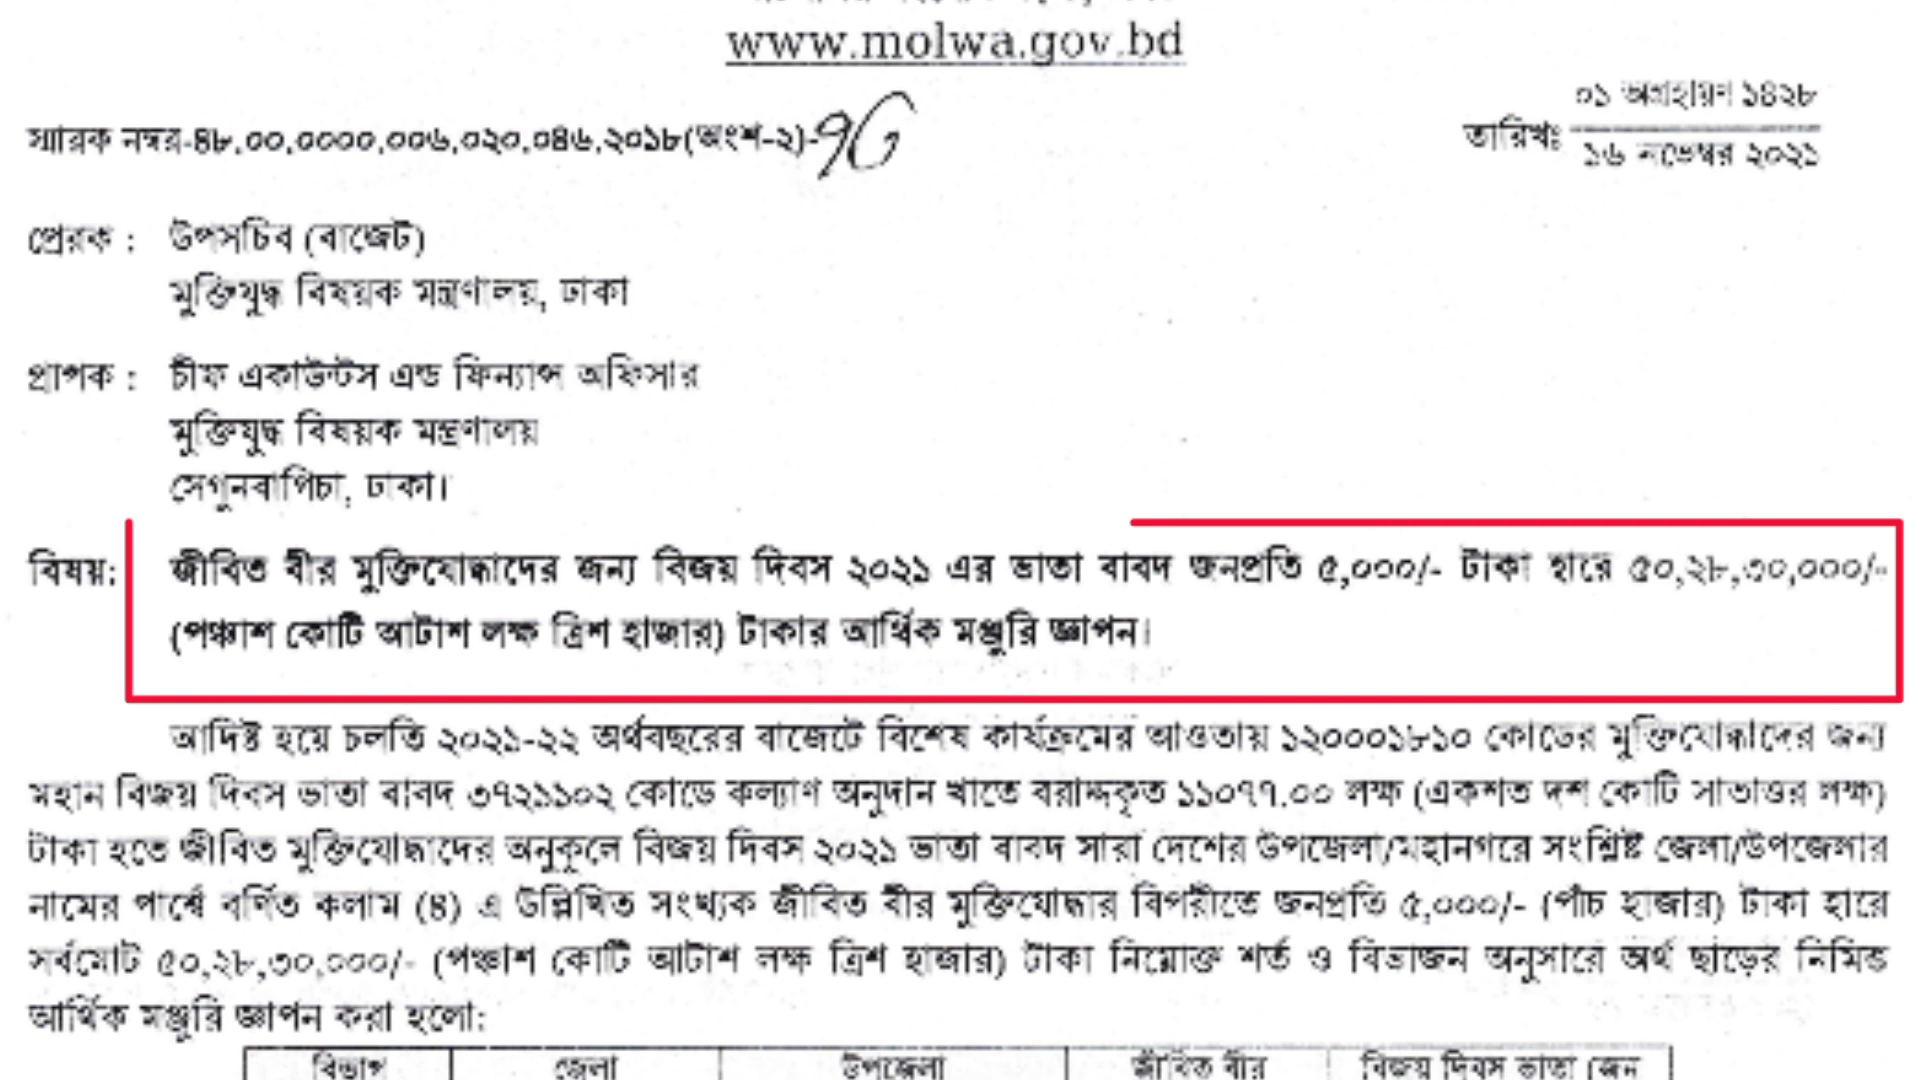 www.molwa.gov.bd
০১ অগ্রহায়ণ ১৪২৮
স্মারক নম্বর-৪৮.০০.০০০০.০০৬.০২০.০৪৬.২০১৮(অংশ-২)-
তারিখঃ
১৬ নভেম্বর ২০২১
প্রেরক : উপসচিব (বাজেট)
মুক্তিযুদ্ধ বিষয়ক মন্ত্রণালয়, ঢাকা
প্রাপক : চীফ একাউন্টস এন্ড ফিন্যান্স অফিসার
মুক্তিযুদ্ধ বিষয়ক মন্ত্রণালয়
সেগুনবাগিচা, ঢাকা।
বিষয়: জীবিত বীর মুক্তিযোদ্ধাদের জন্য বিজয় দিবস ২০২১ এর ভাতা বাবদ জনপ্রতি ৫,০০০/- টাকা হারে ৫০,২৮,৩০,০০০/-
(পঞ্চাশ কোটি আটাশ লক্ষ ত্রিশ হাজার) টাকার আর্থিক মঞ্জুরি জ্ঞাপন।
আদিষ্ট হয়ে চলতি ২০২১-২২ অর্থবছরের বাজেটে বিশেষ কার্যক্রমের আওতায় ১২০০০১৮১০ কোডের মুক্তিযোদ্ধাদের জন্য
মহান বিজয় দিবস ভাতা বাবদ ৩৭২১১০২ কোডে কল্যাণ অনুদান খাতে বরাদ্দকৃত ১১০৭৭.০০ লক্ষ (একশত দশ কোটি সাতাত্তর লক্ষ)
টাকা হতে জীবিত মুক্তিযোদ্ধাদের অনুকূলে বিজয় দিবস ২০২১ ভাতা বাবদ সারা দেশের উপজেলা/মহানগরে সংশ্লিষ্ট জেলা/উপজেলার
নামের পার্শ্বে বর্ণিত কলাম (৪) এ উল্লিখিত সংখ্যক জীবিত বীর মুক্তিযোদ্ধার বিপরীতে জনপ্রতি ৫,০০০/- (পাঁচ হাজার) টাকা হারে
সর্বমোট ৫০,২৮,৩০,০০০/- (পঞ্চাশ কোটি আটাশ লক্ষ ত্রিশ হাজার) টাকা নিম্নোক্ত শর্ত ও বিভাজন অনুসারে অর্থ ছাড়ের নিমিত্ত
আর্থিক মঞ্জুরি জ্ঞাপন করা হলো:
বিভাগ জেলা উপজেলা জীবিত বীর বিজয় দিবস ভাতা (জন